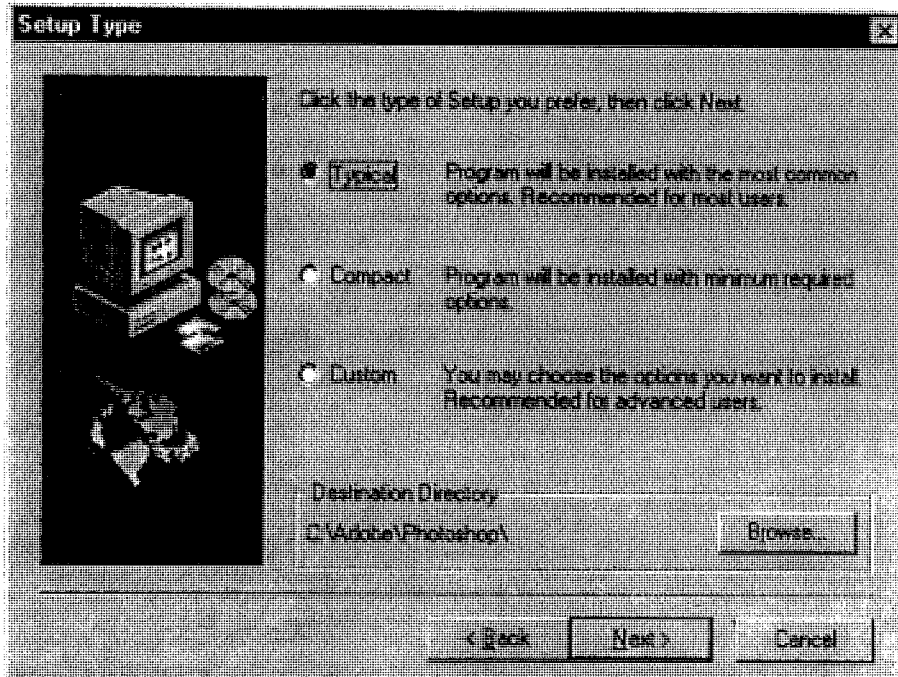 Setup Type
Click the type of Setup you prefer, then click Next.
Typical
Program will be installed with the most common
options. Recommended for most users.
Compact
Program will be installed with minimum required
options.
Custom
You may choose the options you want to install.
Recommended for advanced users.
Destination Directory
C:\Adobe\Photoshop\
Browse...
< Back
Next >
Cancel